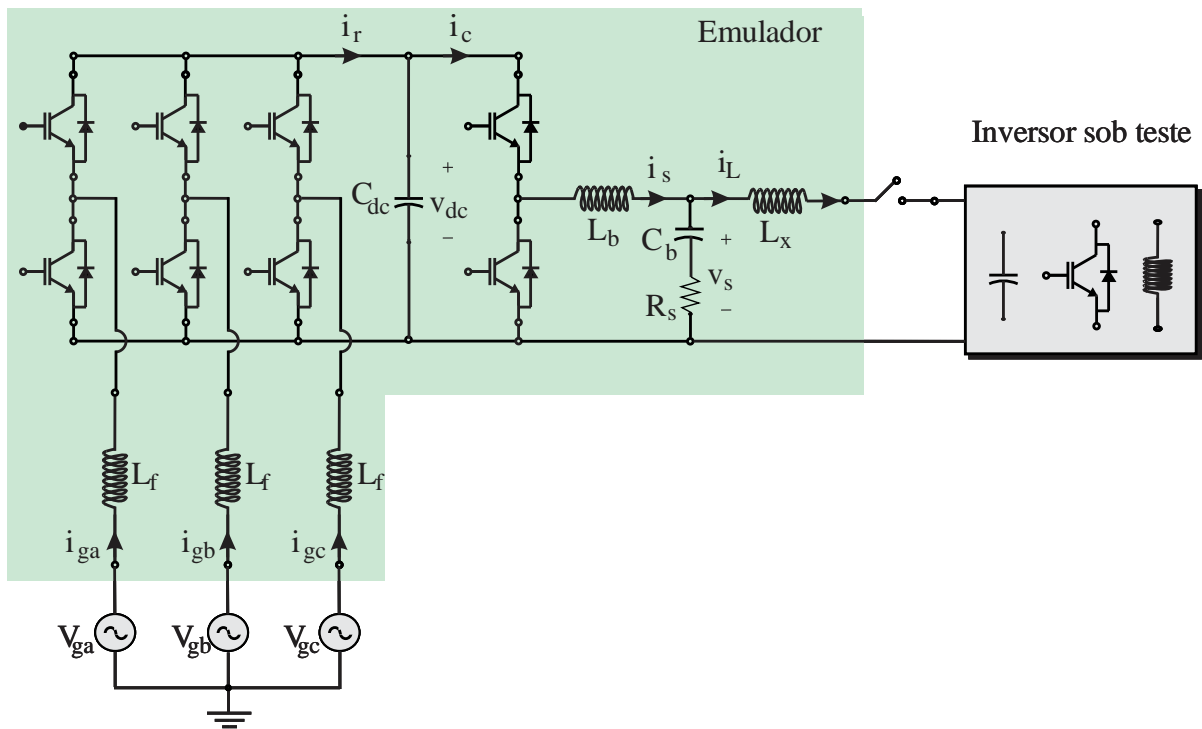 Emulador
i_r
i_c
Inversor sob teste
C_dc
+
v_dc
−
i_s
i_L
L_b
C_b
+
L_x
v_s
R_s
−
L_f
L_f
L_f
i_ga
i_gb
i_gc
V_ga
V_gb
V_gc